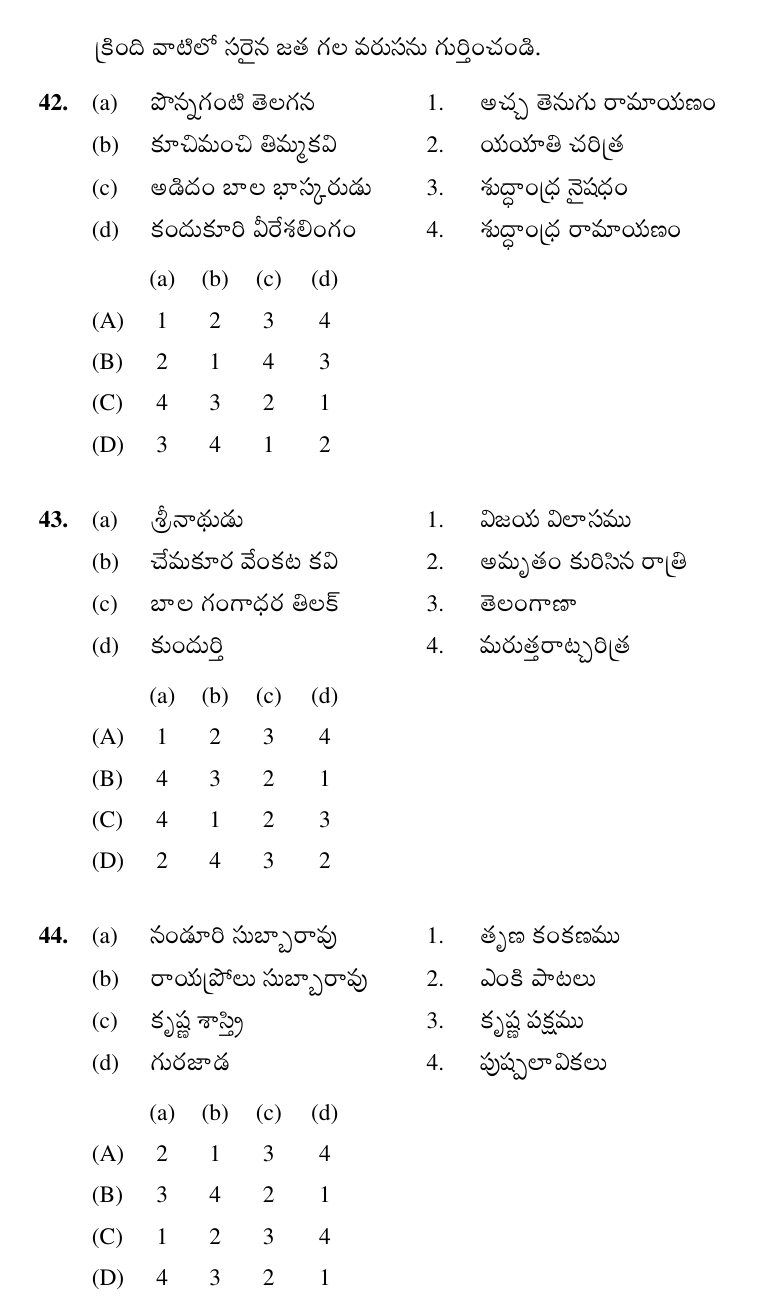 క్రింది వాటిలో సరైన జత గల వరుసను గుర్తించండి.
42. (a) పొన్నగంటి తెలగన 1. అచ్చ తెనుగు రామాయణం
(b) కూచిమంచి తిమ్మకవి 2. యయాతి చరిత్ర
(c) అడిదం బాల భాస్కరుడు 3. శుద్ధాంధ్ర నైషధం
(d) కందుకూరి వీరేశలింగం 4. శుద్ధాంధ్ర రామాయణం
(a) (b) (c) (d)
(A) 1 2 3 4
(B) 2 1 4 3
(C) 4 3 2 1
(D) 3 4 1 2
43. (a) శ్రీనాథుడు 1. విజయ విలాసము
(b) చేమకూర వేంకట కవి 2. అమృతం కురిసిన రాత్రి
(c) బాల గంగాధర తిలక్ 3. తెలంగాణా
(d) కుందుర్తి 4. మరుత్తరాట్చరిత్ర
(a) (b) (c) (d)
(A) 1 2 3 4
(B) 4 3 2 1
(C) 4 1 2 3
(D) 2 4 3 2
44. (a) నండూరి సుబ్బారావు 1. తృణ కంకణము
(b) రాయప్రోలు సుబ్బారావు 2. ఎంకి పాటలు
(c) కృష్ణ శాస్త్రి 3. కృష్ణ పక్షము
(d) గురజాడ 4. పుష్పలావికలు
(a) (b) (c) (d)
(A) 2 1 3 4
(B) 3 4 2 1
(C) 1 2 3 4
(D) 4 3 2 1